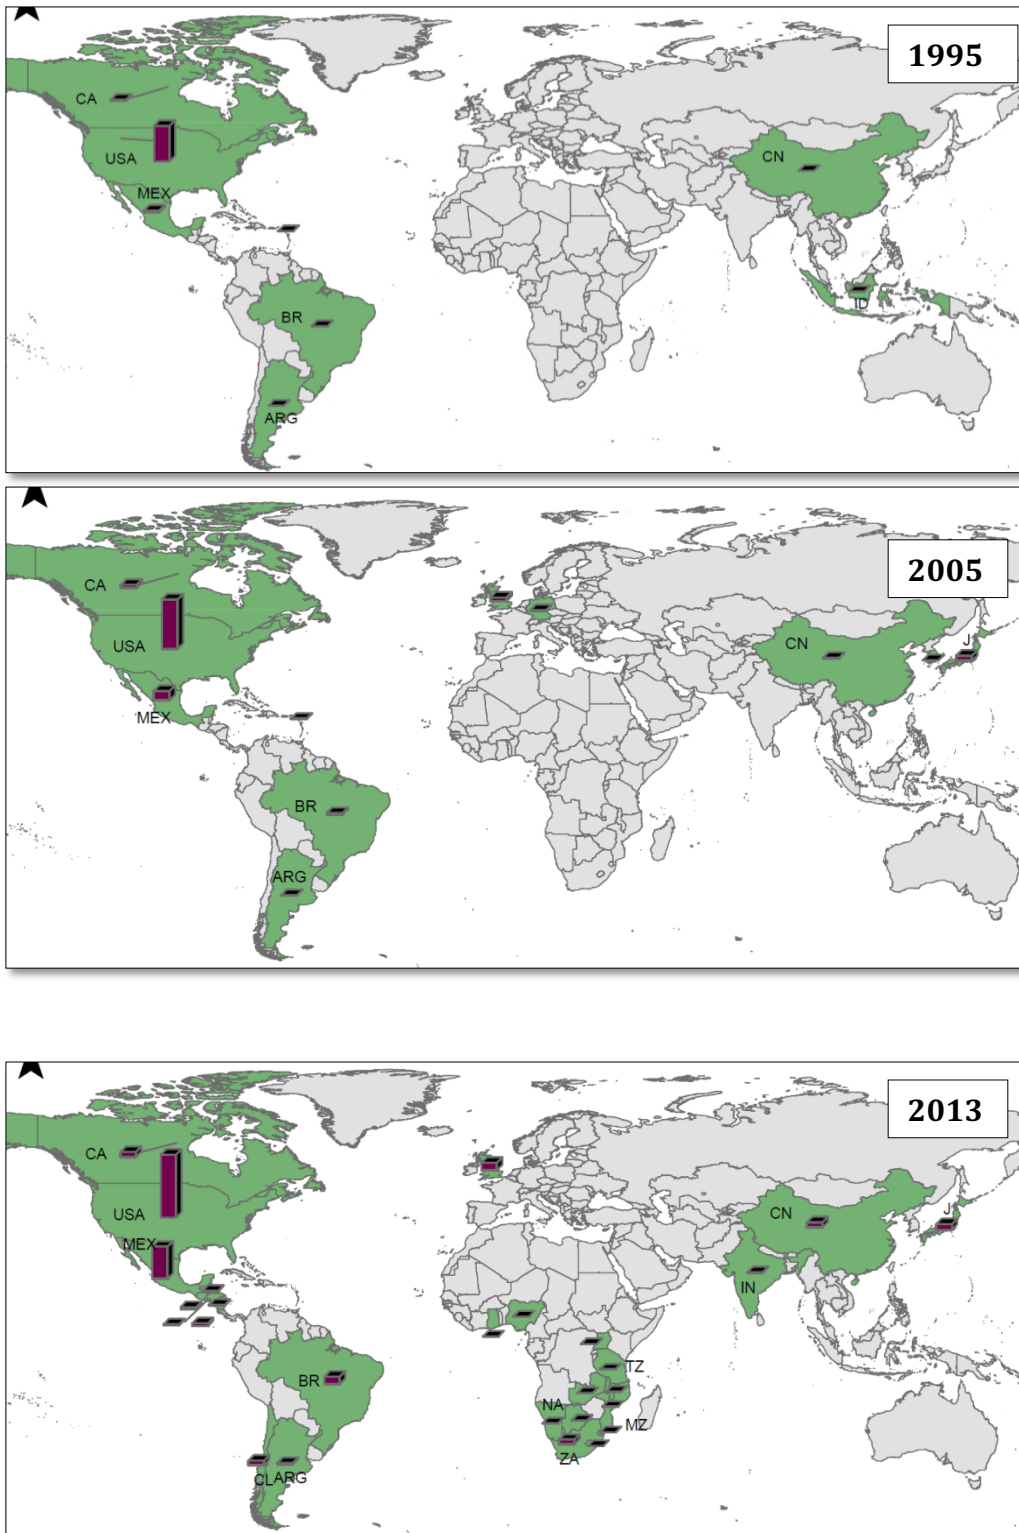 1995
CA
USA
MEX
CN
ID
BR
ARG
2005
CA
USA
MEX
CN
J
BR
ARG
2013
CA
USA
MEX
CN
J
IN
TZ
BR
NA
MZ
ZA
CL ARG